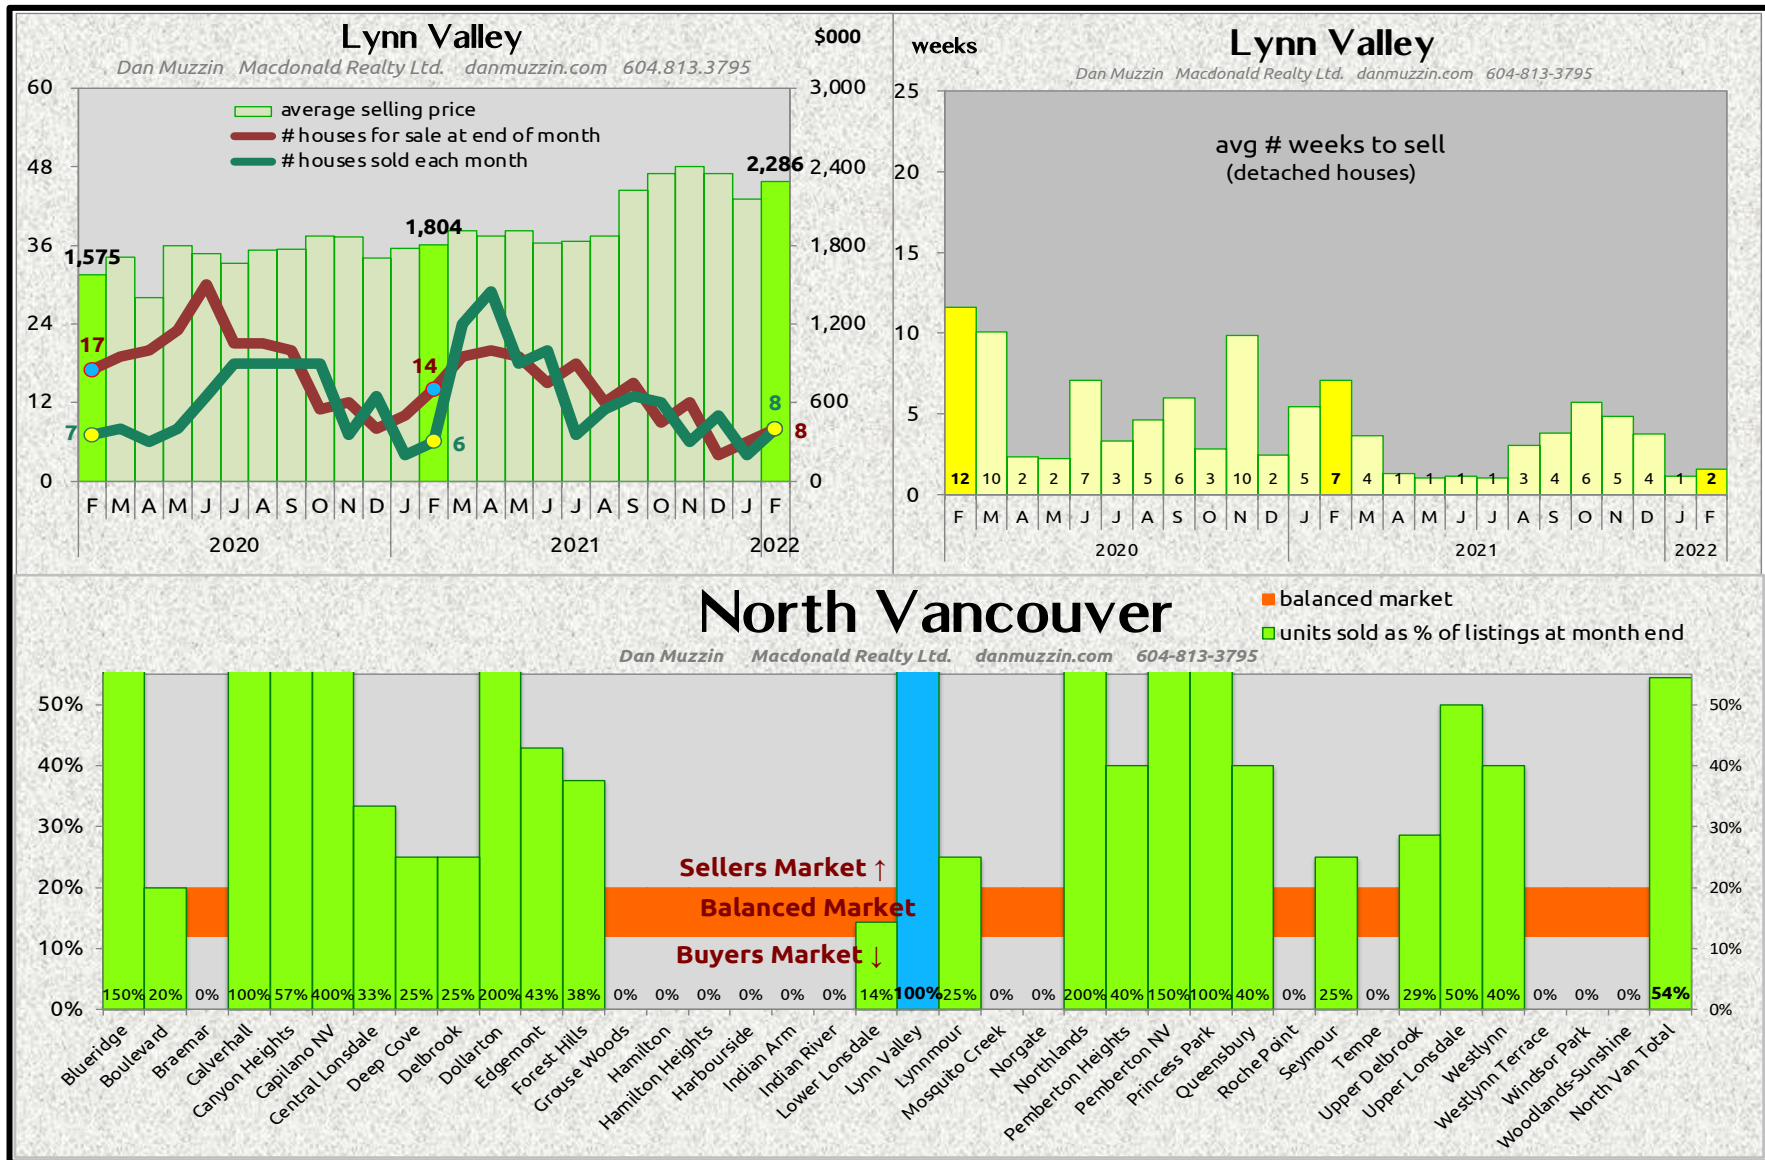 Lynn Valley
$000
Dan Muzzin Macdonald Realty Ltd. danmuzzin.com 604.813.3795
60 3,000
average selling price
# houses for sale at end of month
# houses sold each month
48 2,286 2,400
1,804
36 1,575 1,800
24 1,200
17 14
12 8 600
7 6 8
0 0
F M A M J J A S O N D J F M A M J J A S O N D J F
2020 2021 2022
weeks
Lynn Valley
Dan Muzzin Macdonald Realty Ltd. danmuzzin.com 604-813-3795
25
avg # weeks to sell
(detached houses)
20
15
10
5
12 10 2 2 7 3 5 6 3 10 2 5 7 4 1 1 1 1 3 4 6 5 4 1 2
0
F M A M J J A S O N D J F M A M J J A S O N D J F
2020 2021 2022
North Vancouver
balanced market
units sold as % of listings at month end
Dan Muzzin Macdonald Realty Ltd. danmuzzin.com 604-813-3795
50% 50%
40% 40%
30% 30%
Sellers Market ↑
20% 20%
Balanced Market
10% 10%
Buyers Market ↓
150% 20% 0% 100% 57% 400% 33% 25% 25% 200% 43% 38% 0% 0% 0% 0% 0% 0% 14% 100% 25% 0% 0% 200% 40% 150% 100% 40% 0% 25% 0% 29% 50% 40% 0% 0% 0% 54%
0% 0%
Blueridge
Boulevard
Braemar
Calverhall
Canyon Heights
Capilano NV
Central Lonsdale
Deep Cove
Delbrook
Dollarton
Edgemont
Forest Hills
Grouse Woods
Hamilton
Hamilton Heights
Harbourside
Indian Arm
Indian River
Lower Lonsdale
Lynn Valley
Lynnmour
Mosquito Creek
Norgate
Northlands
Pemberton Heights
Pemberton NV
Princess Park
Queensbury
Roche Point
Seymour
Tempe
Upper Delbrook
Upper Lonsdale
Westlynn
Westlynn Terrace
Windsor Park
Woodlands-Sunshine
North Van Total